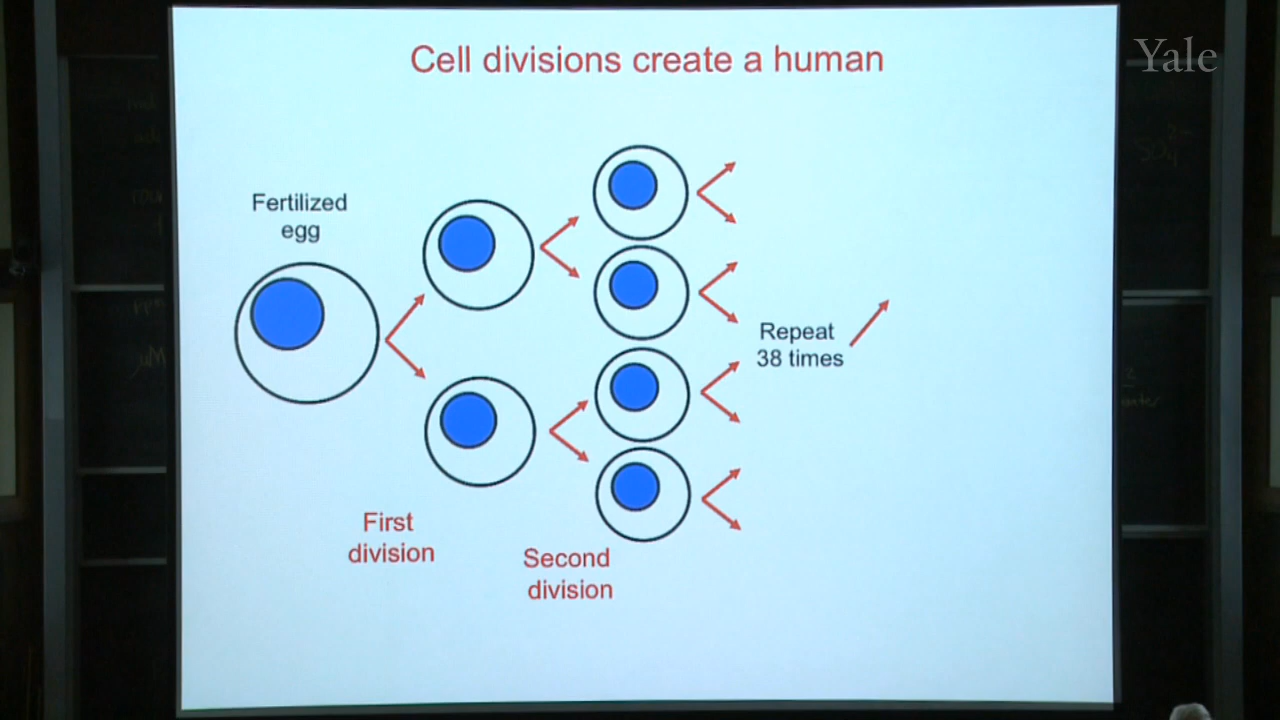 Cell divisions create a human
Yale
Fertilized
egg
Repeat
38 times
First
division
Second
division